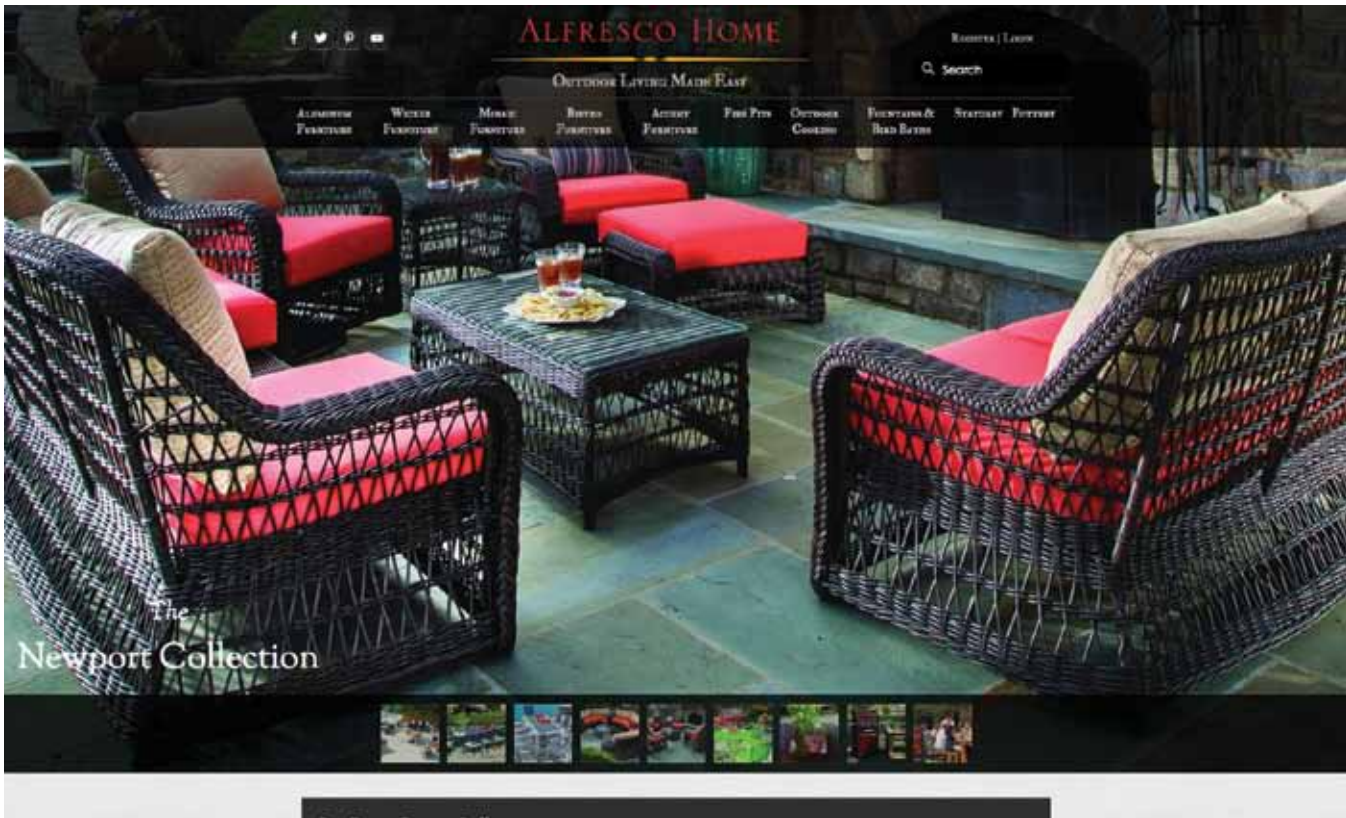 ALFRESCO HOME
REGISTER | LOGIN
Search
OUTDOOR LIVING MADE EASY
ALUMINUM FURNITURE
WICKER FURNITURE
MOSAIC FURNITURE
BISTRO FURNITURE
ACCENT FURNITURE
FIRE PITS
OUTDOOR COOKING
FOUNTAINS & BIRD BATHS
STATUARY
POTTERY
The
Newport Collection